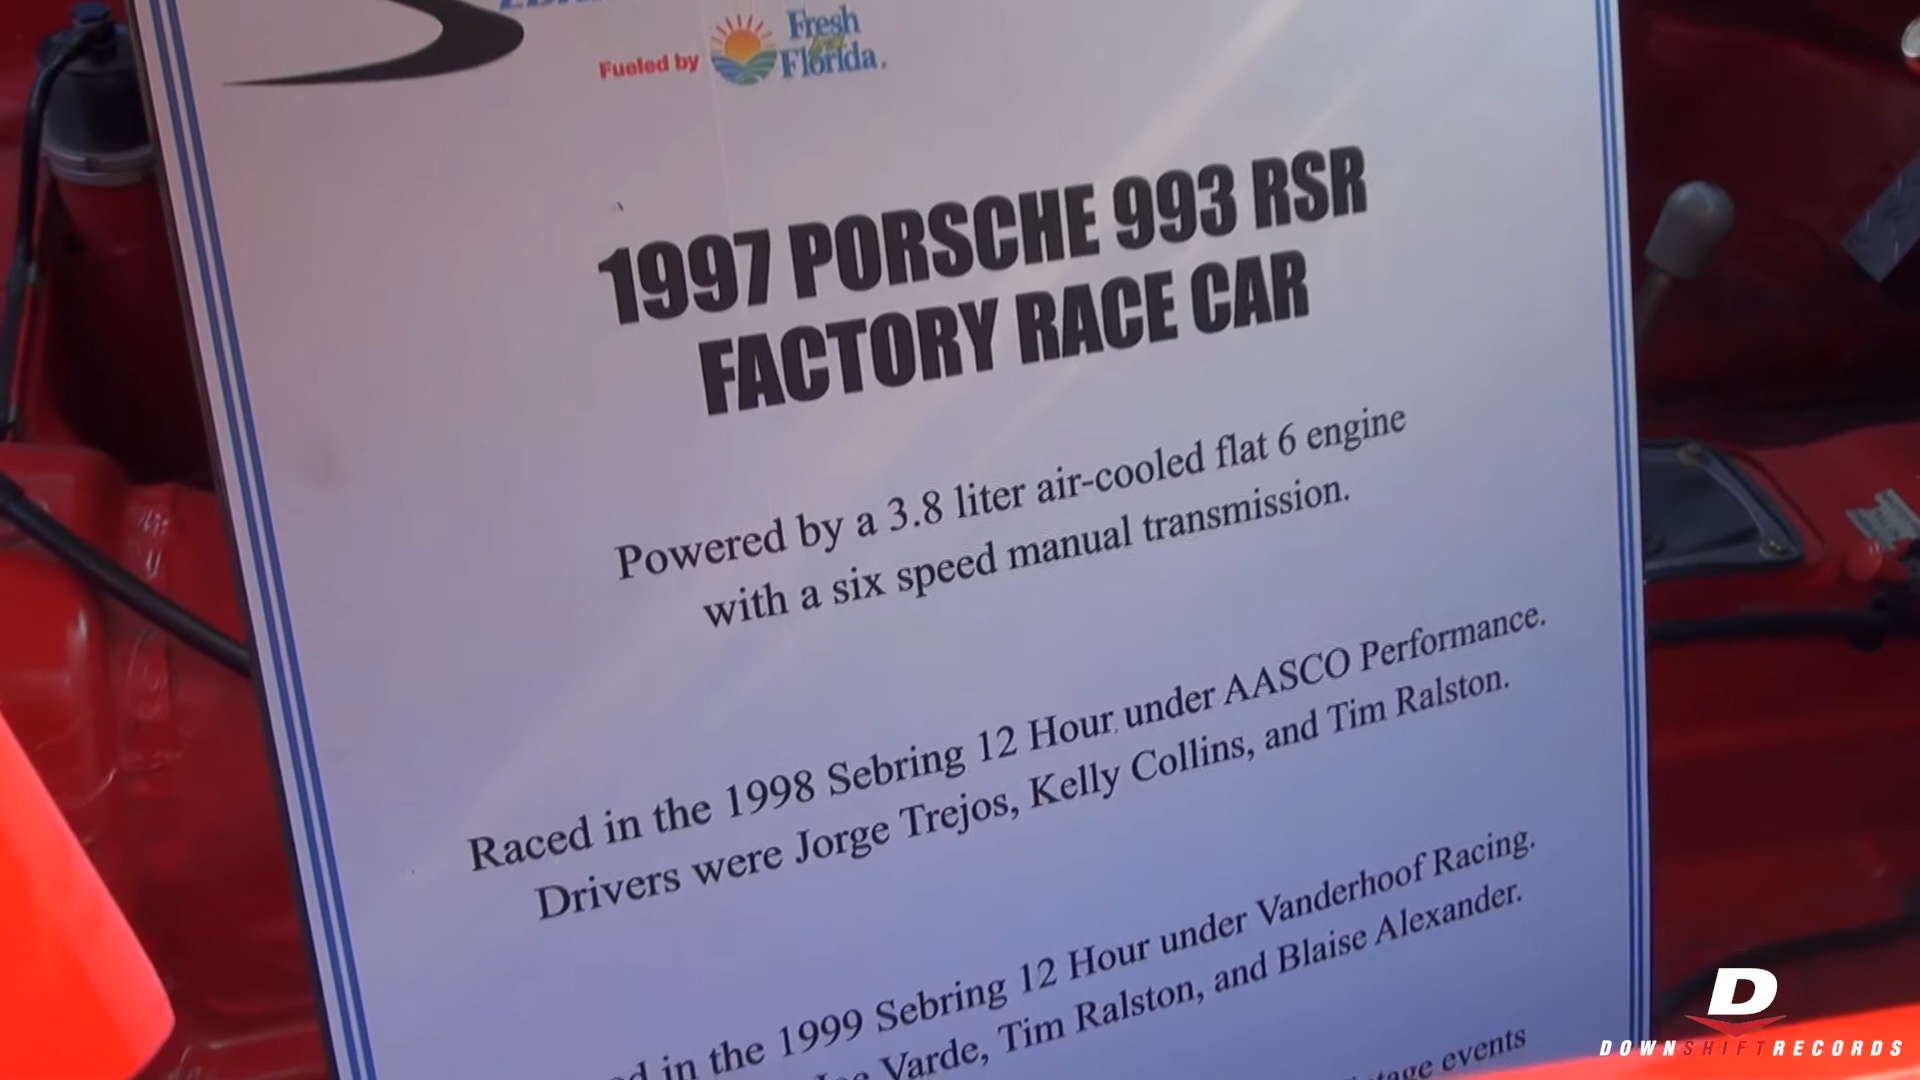 Fueled by
Fresh
Florida.
1997 PORSCHE 993 RSR
FACTORY RACE CAR
Powered by a 3.8 liter air-cooled flat 6 engine
with a six speed manual transmission.
Raced in the 1998 Sebring 12 Hour under AASCO Performance.
Drivers were Jorge Trejos, Kelly Collins, and Tim Ralston.
in the 1999 Sebring 12 Hour under Vanderhoof Racing.
Varde, Tim Ralston, and Blaise Alexander.
events
D
DOWNSHIFTRECORDS